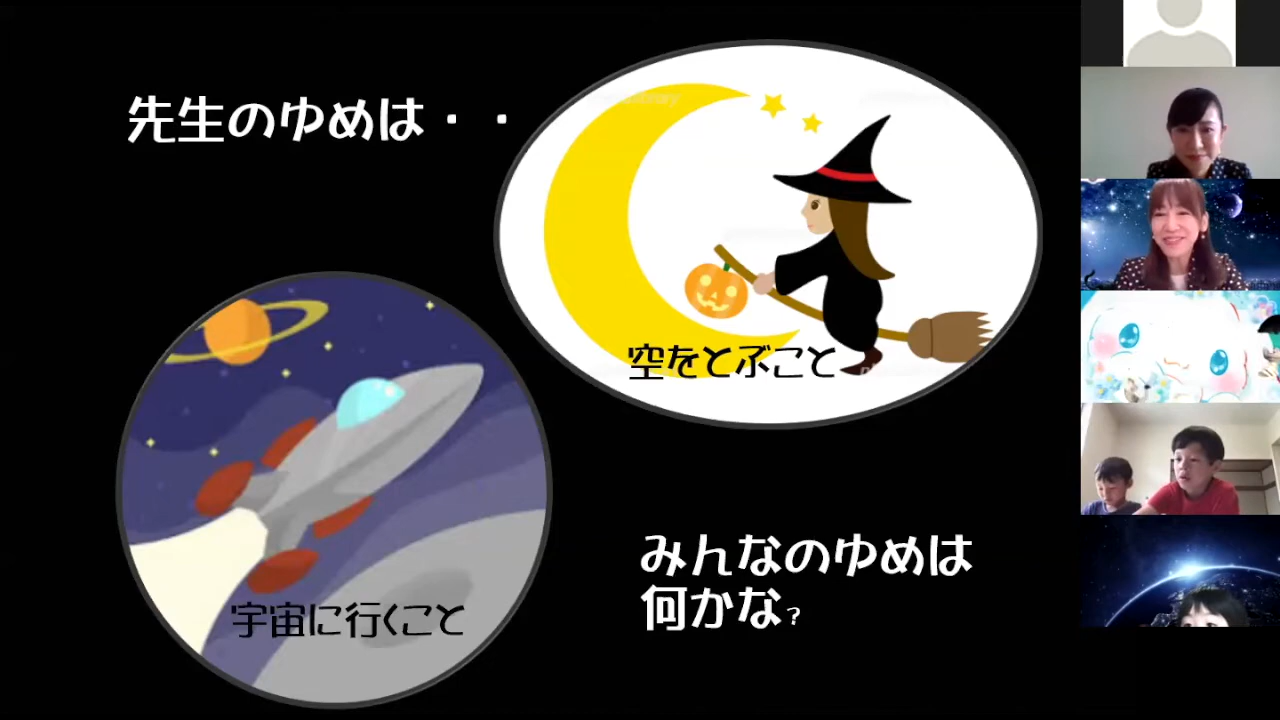 先生のゆめは・・
空をとぶこと
宇宙に行くこと
みんなのゆめは
何かな?